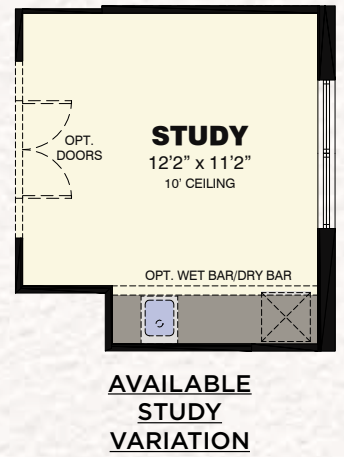 OPT.
DOORS
STUDY
12'2” x 11'2”
10' CEILING
OPT. WET BAR/DRY BAR
AVAILABLE
STUDY
VARIATION